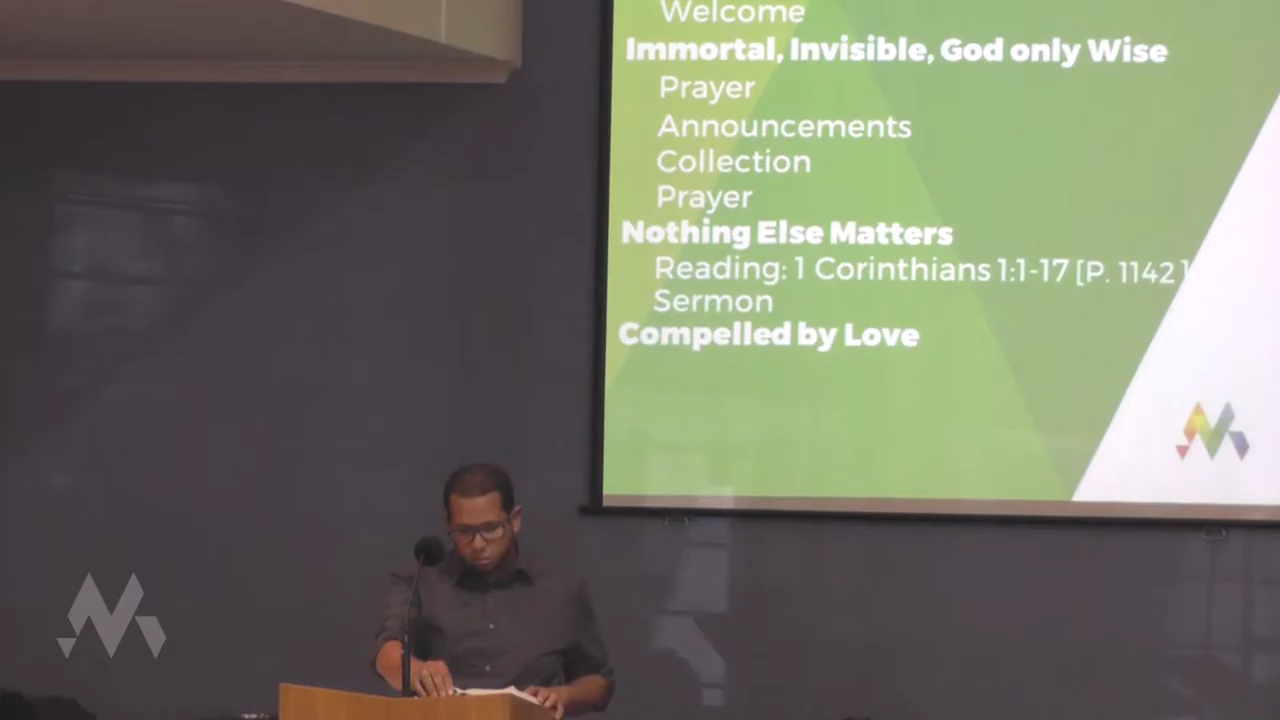 Welcome
Immortal, Invisible, God only Wise
Prayer
Announcements
Collection
Prayer
Nothing Else Matters
Reading: 1 Corinthians 1:1-17 [P. 1142 ]
Sermon
Compelled by Love